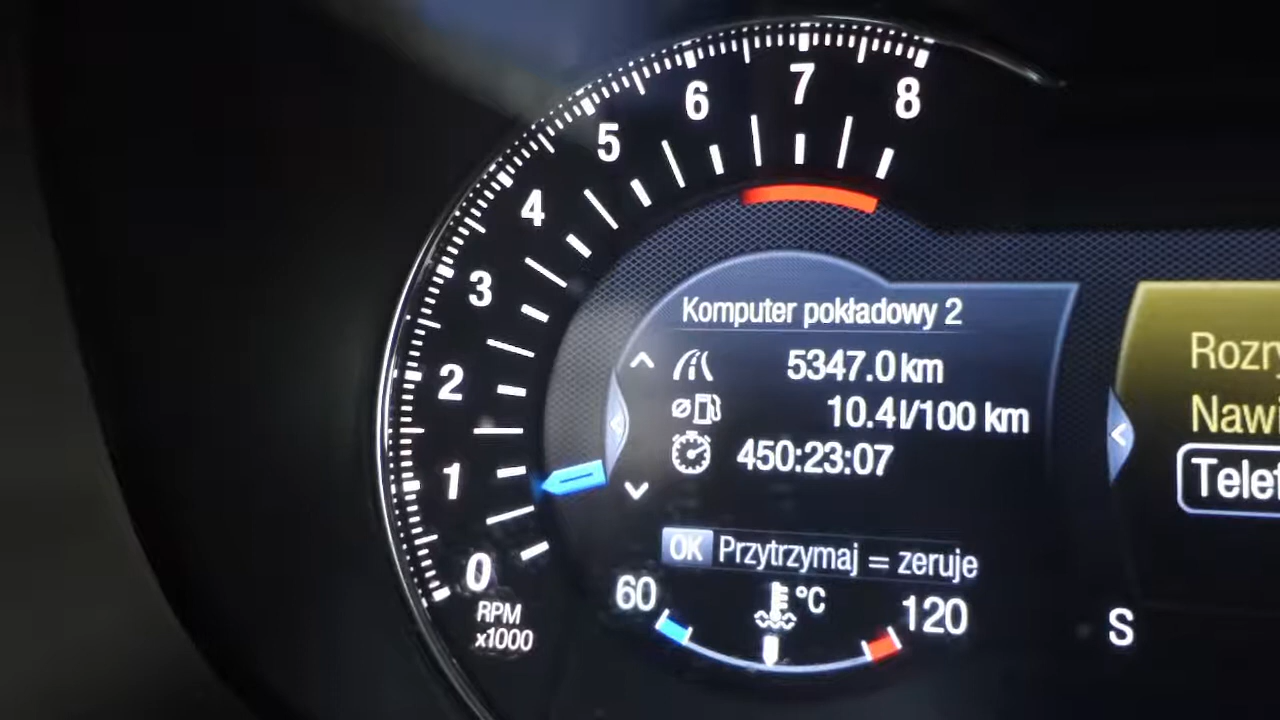 8
7
6
5
4
3
2
1
0
RPM
x1000
Komputer pokładowy 2
5347.0 km
10.4 l/100 km
450:23:07
OK Przytrzymaj = zeruje
60 °C 120
S